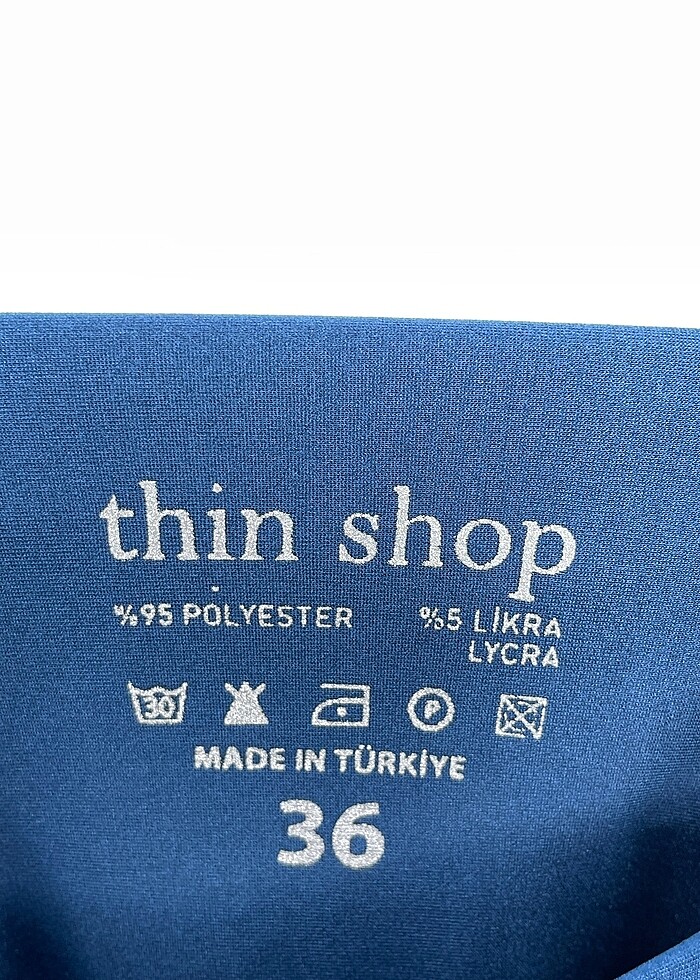 thin shop
%95 POLYESTER %5 LİKRA
LYCRA
30 P
MADE IN TÜRKİYE
36